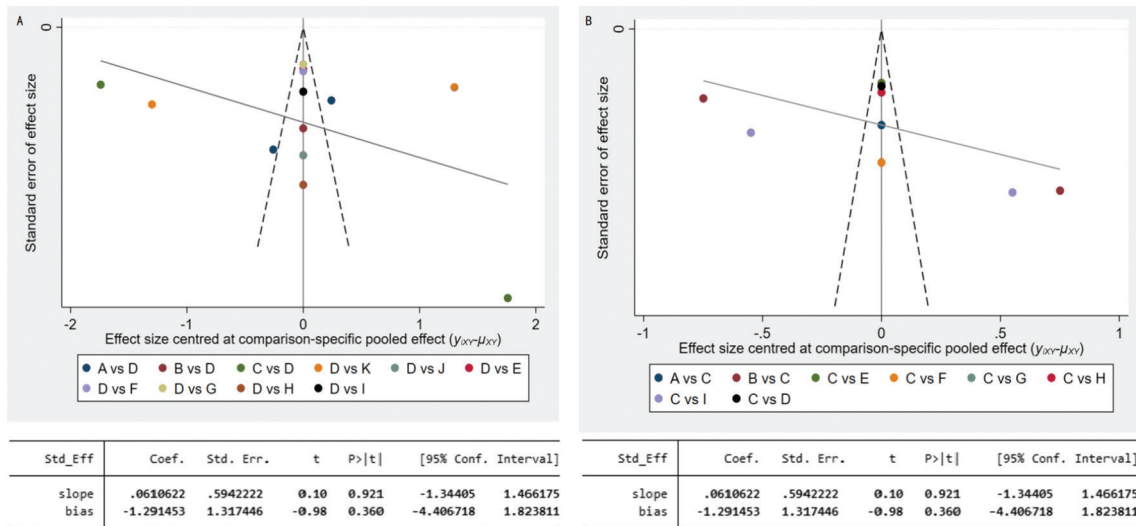 A
0
Standard error of effect size
-2 -1 0 1 2
Effect size centred at comparison-specific pooled effect (yiXY-μXY)
A vs D B vs D C vs D D vs K D vs J D vs E
D vs F D vs G D vs H D vs I
Std_Eff Coef. Std. Err. t P>|t| [95% Conf. Interval]
slope .0610622 .5942222 0.10 0.921 -1.34405 1.466175
bias -1.291453 1.317446 -0.98 0.360 -4.406718 1.823811
B
0
Standard error of effect size
-1 -.5 0 .5 1
Effect size centred at comparison-specific pooled effect (yiXY-μXY)
A vs C B vs C C vs E C vs F C vs G C vs H
C vs I C vs D
Std_Eff Coef. Std. Err. t P>|t| [95% Conf. Interval]
slope .0610622 .5942222 0.10 0.921 -1.34405 1.466175
bias -1.291453 1.317446 -0.98 0.360 -4.406718 1.823811